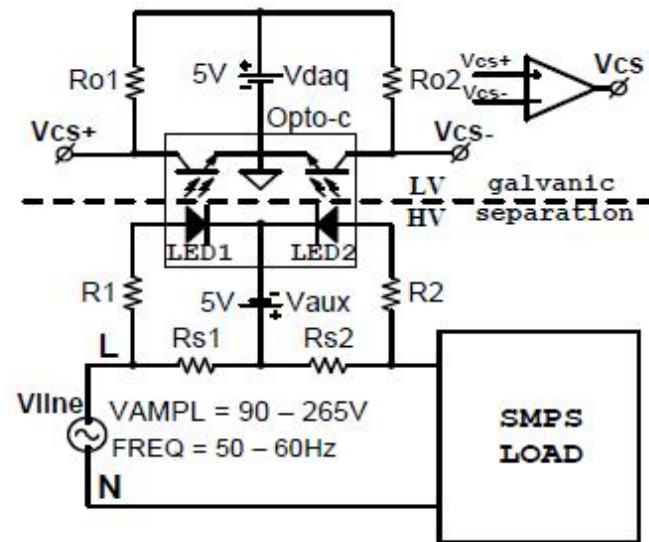 Ro1
5V
Vdaq
Ro2
Vcs+
Vcs-
Vcs
Opto-c
Vcs+
Vcs-
LV
galvanic
HV
separation
LED1
LED2
R1
5V
Vaux
R2
L
Rs1
Rs2
Vline
VAMPL = 90 – 265V
FREQ = 50 – 60Hz
N
SMPS
LOAD